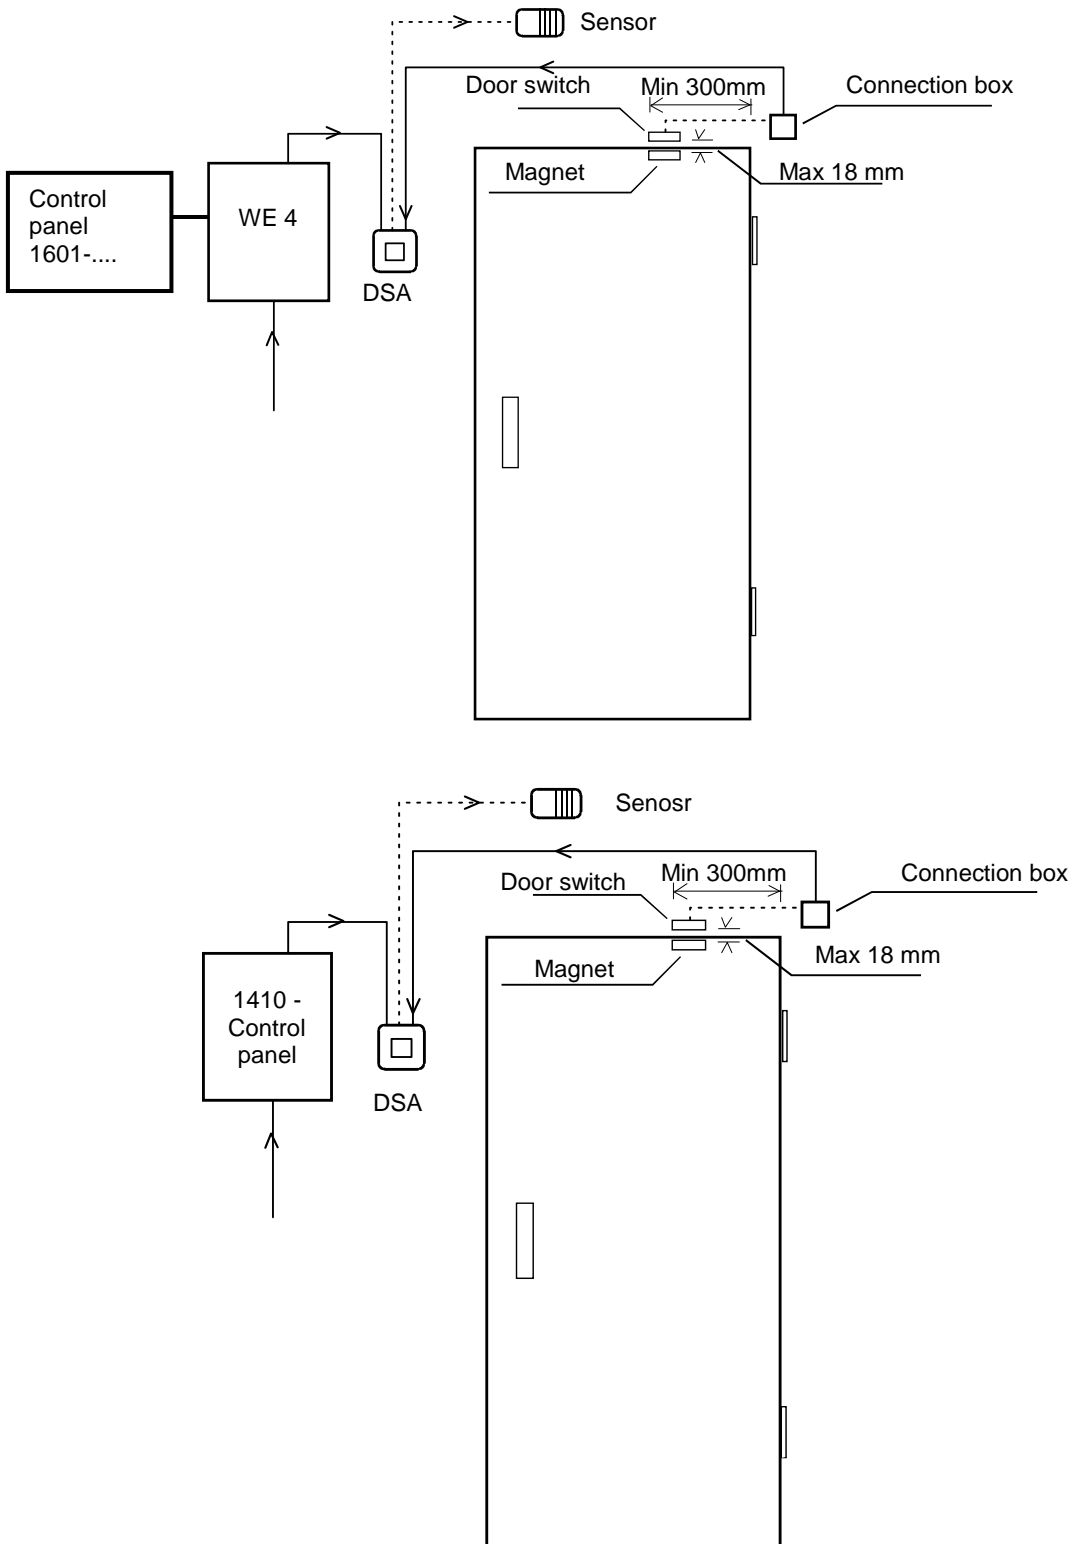 Sensor
Door switch
Min 300mm
Connection box
Magnet
Max 18 mm
Control
panel
1601-....
WE 4
DSA
Senosr
Door switch
Min 300mm
Connection box
Magnet
Max 18 mm
1410 -
Control
panel
DSA